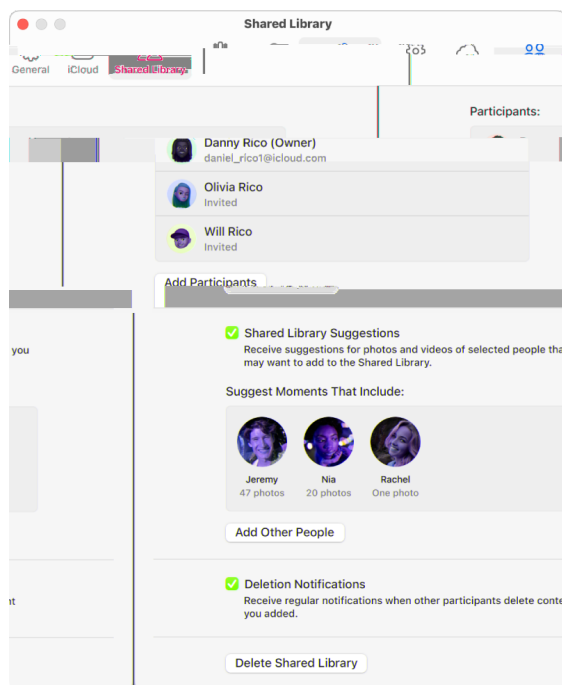 Shared Library
General
iCloud
Shared Library
Participants:
Danny Rico (Owner)
daniel_rico1@icloud.com
Olivia Rico
Invited
Will Rico
Invited
Add Participants
Shared Library Suggestions
you
Receive suggestions for photos and videos of selected people
may want to add to the Shared Library.
Suggest Moments That Include:
Jeremy
Nia
Rachel
47 photos
20 photos
One photo
Add Other People
Deletion Notifications
Receive regular notifications when other participants delete
you added.
Delete Shared Library